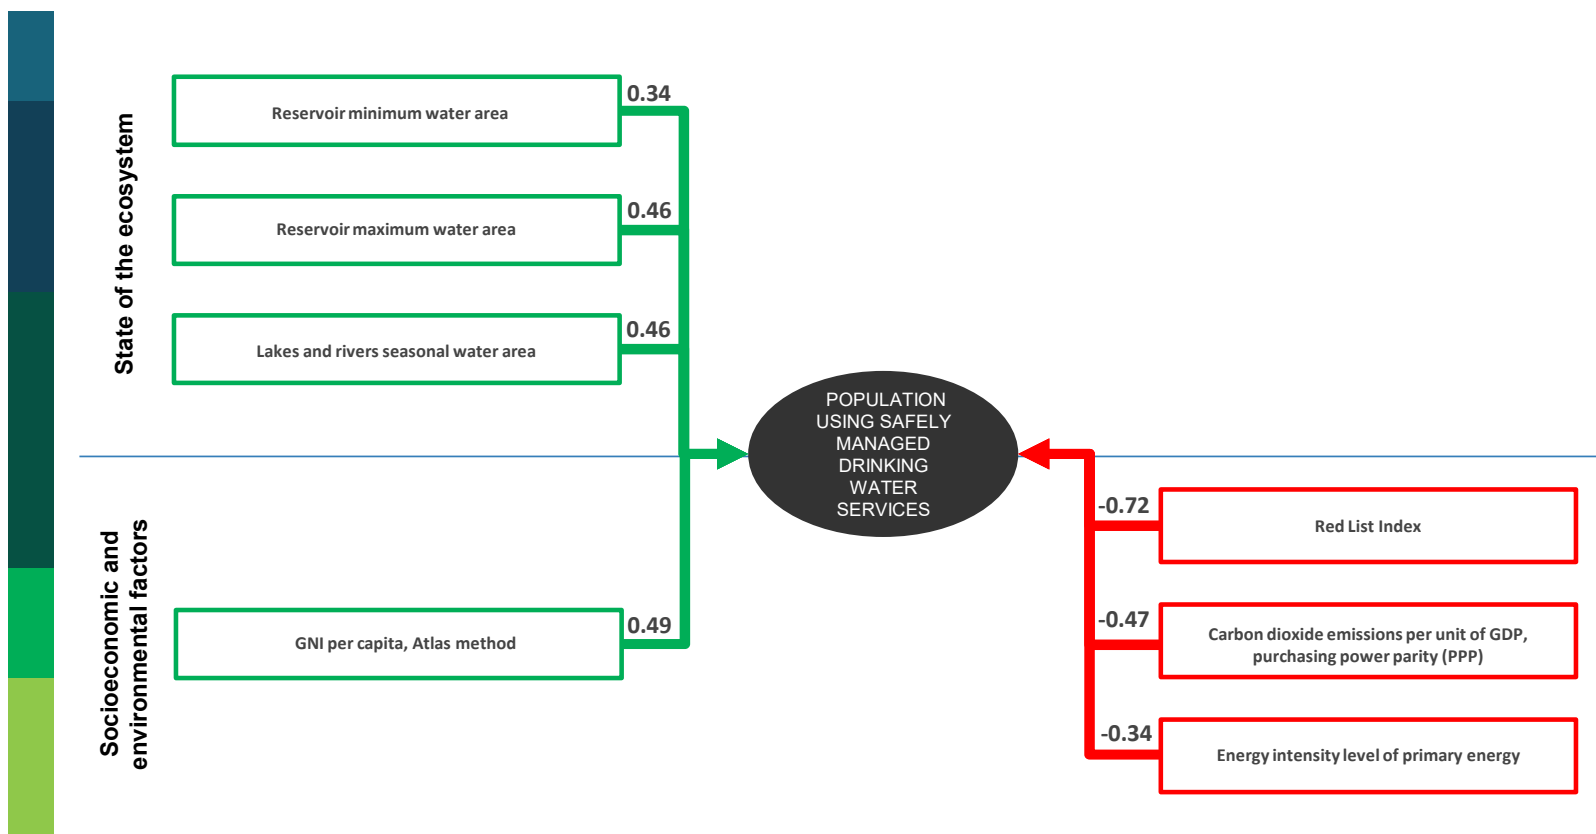 State of the ecosystem
Reservoir minimum water area
0.34
Reservoir maximum water area
0.46
Lakes and rivers seasonal water area
0.46
POPULATION
USING SAFELY
MANAGED
DRINKING
WATER
SERVICES
Socioeconomic and
environmental factors
GNI per capita, Atlas method
0.49
-0.72
Red List Index
-0.47
Carbon dioxide emissions per unit of GDP,
purchasing power parity (PPP)
-0.34
Energy intensity level of primary energy